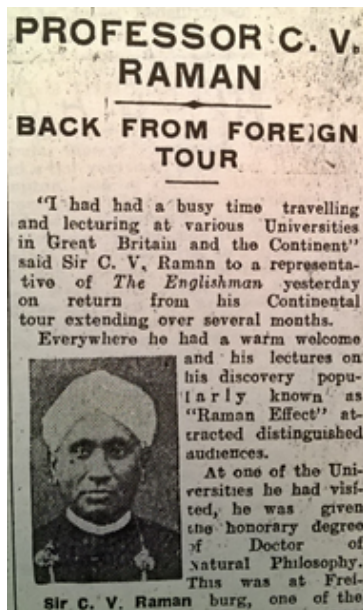 PROFESSOR C. V.
RAMAN
BACK FROM FOREIGN
TOUR
"I had had a busy time travelling
and lecturing at various Universities
in Great Britain and the Continent"
said Sir C. V. Raman to a representa-
tive of The Englishman yesterday
on return from his Continental
tour extending over several months.
Everywhere he had a warm welcome
and his lectures on
his discovery popu-
larly known as
"Raman Effect" at-
tracted distinguished
audiences.
At one of the Uni-
versities he had visi-
ted, he was given
the honorary degree
of Doctor of
Natural Philosophy.
This was at Frei-
burg, one of the
Sir C. V. Raman